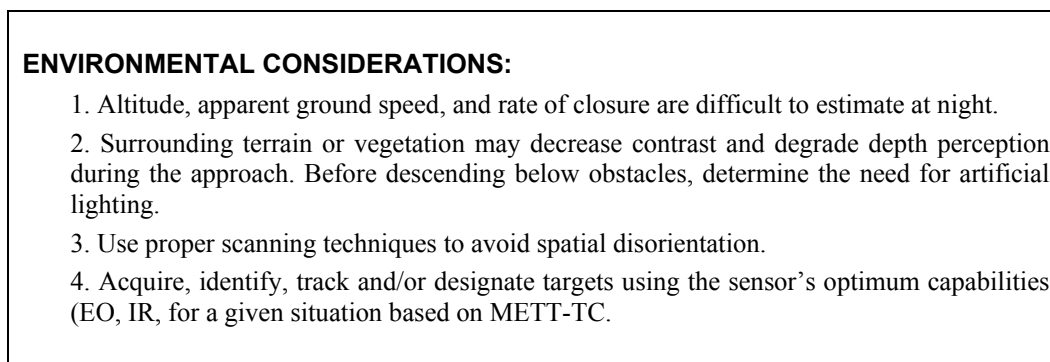 ENVIRONMENTAL CONSIDERATIONS:
1. Altitude, apparent ground speed, and rate of closure are difficult to estimate at night.
2. Surrounding terrain or vegetation may decrease contrast and degrade depth perception
during the approach. Before descending below obstacles, determine the need for artificial
lighting.
3. Use proper scanning techniques to avoid spatial disorientation.
4. Acquire, identify, track and/or designate targets using the sensor’s optimum capabilities
(EO, IR, for a given situation based on METT-TC.